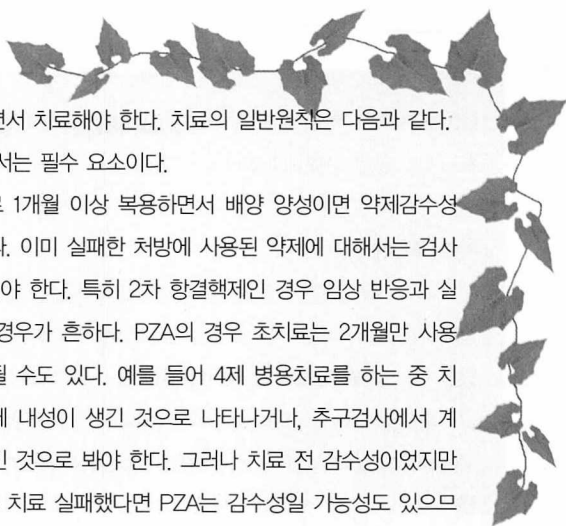 면서 치료해야 한다. 치료의 일반원칙은 다음과 같다.
서는 필수 요소이다.
로 1개월 이상 복용하면서 배양 양성이면 약제감수성
다. 이미 실패한 처방에 사용된 약제에 대해서는 검사
야 한다. 특히 2차 항결핵제인 경우 임상 반응과 실
경우가 흔하다. PZA의 경우 초치료는 2개월만 사용
될 수도 있다. 예를 들어 4제 병용치료를 하는 중 치
에 내성이 생긴 것으로 나타나거나, 추구검사에서 계
인 것으로 봐야 한다. 그러나 치료 전 감수성이었지만
치료 실패했다면 PZA는 감수성일 가능성도 있으므